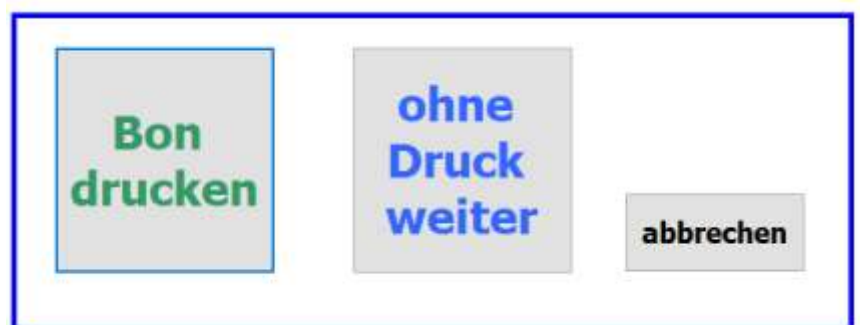 Bon
drucken
ohne
Druck
weiter
abbrechen